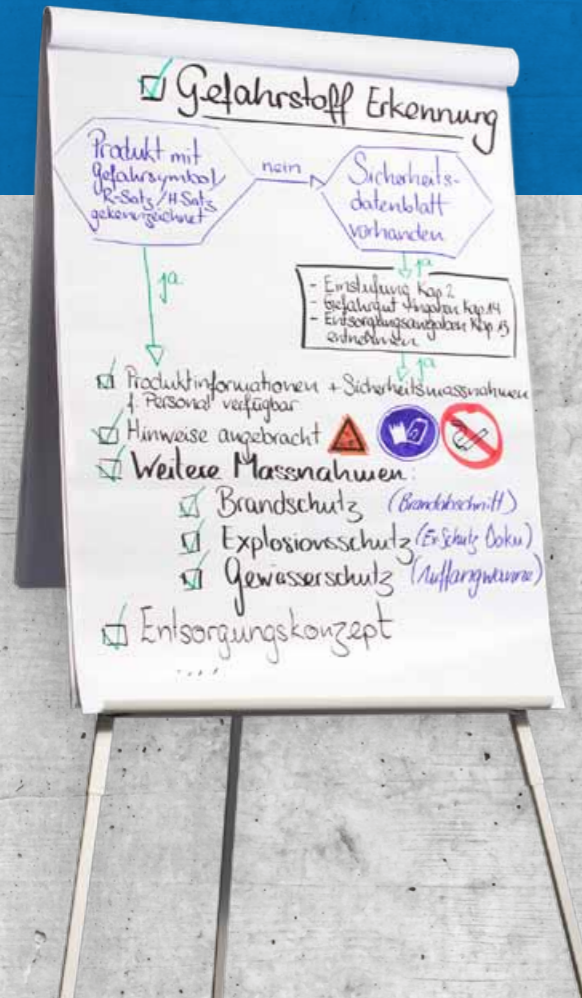 Gefahrstoff Erkennung
Produkt mit
Gefahrsymbol/
R-Satz/H-Satz
gekennzeichnet
nein
Sicherheits-
datenblatt
vorhanden
ja
ja
- Einstufung Kap. 2
- Gefahrgut Angaben Kap. 14
- Entsorgungsangaben Kap. 13
entnehmen
ja
Produktinformationen + Sicherheitsmassnahmen
f. Personal verfügbar
Hinweise angebracht
Weitere Massnahmen:
Brandschutz (Brandabschnitt)
Explosionsschutz (Ex Schutz Doku)
Gewässerschutz (Auffangwanne)
Entsorgungskonzept
....